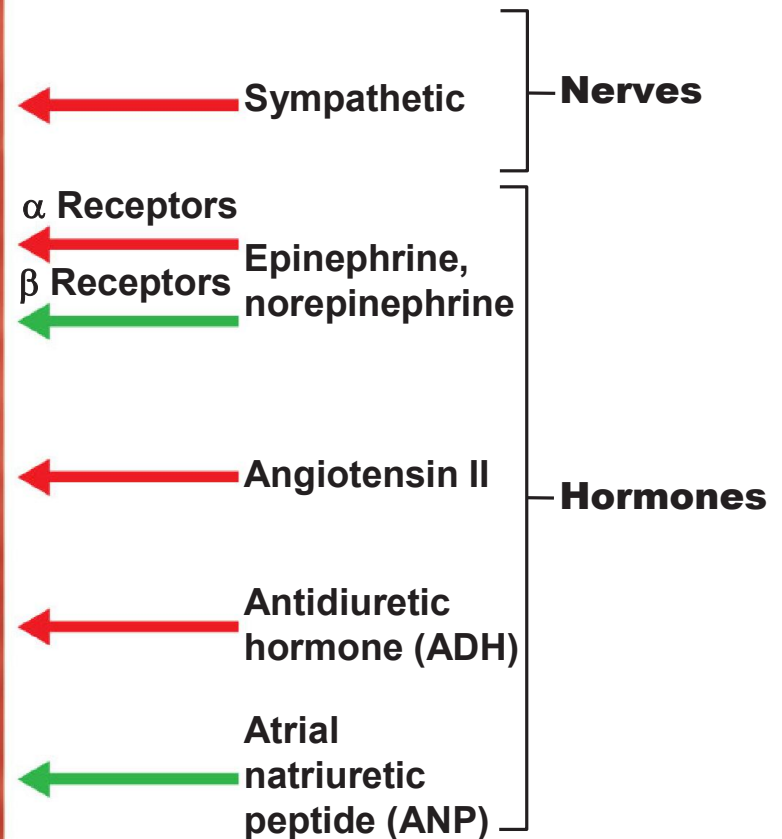 Sympathetic
Nerves
α Receptors
Epinephrine,
norepinephrine
β Receptors
Angiotensin II
Hormones
Antidiuretic
hormone (ADH)
Atrial
natriuretic
peptide (ANP)